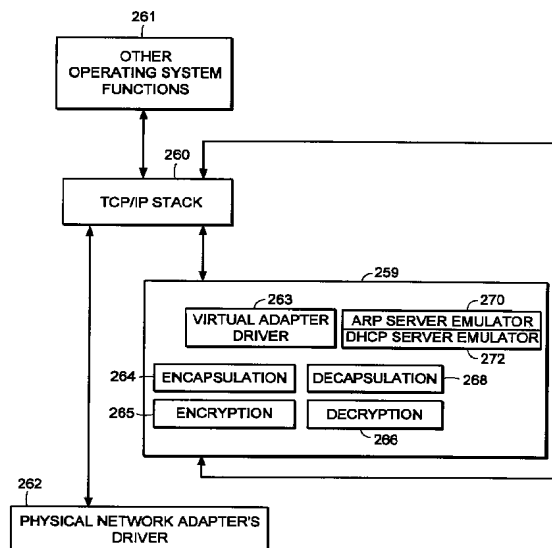 261
OTHER
OPERATING SYSTEM
FUNCTIONS
260
TCP/IP STACK
259
263
VIRTUAL ADAPTER
DRIVER
270
ARP SERVER EMULATOR
DHCP SERVER EMULATOR
272
264
ENCAPSULATION
DECAPSULATION
268
265
ENCRYPTION
DECRYPTION
266
262
PHYSICAL NETWORK ADAPTER'S
DRIVER